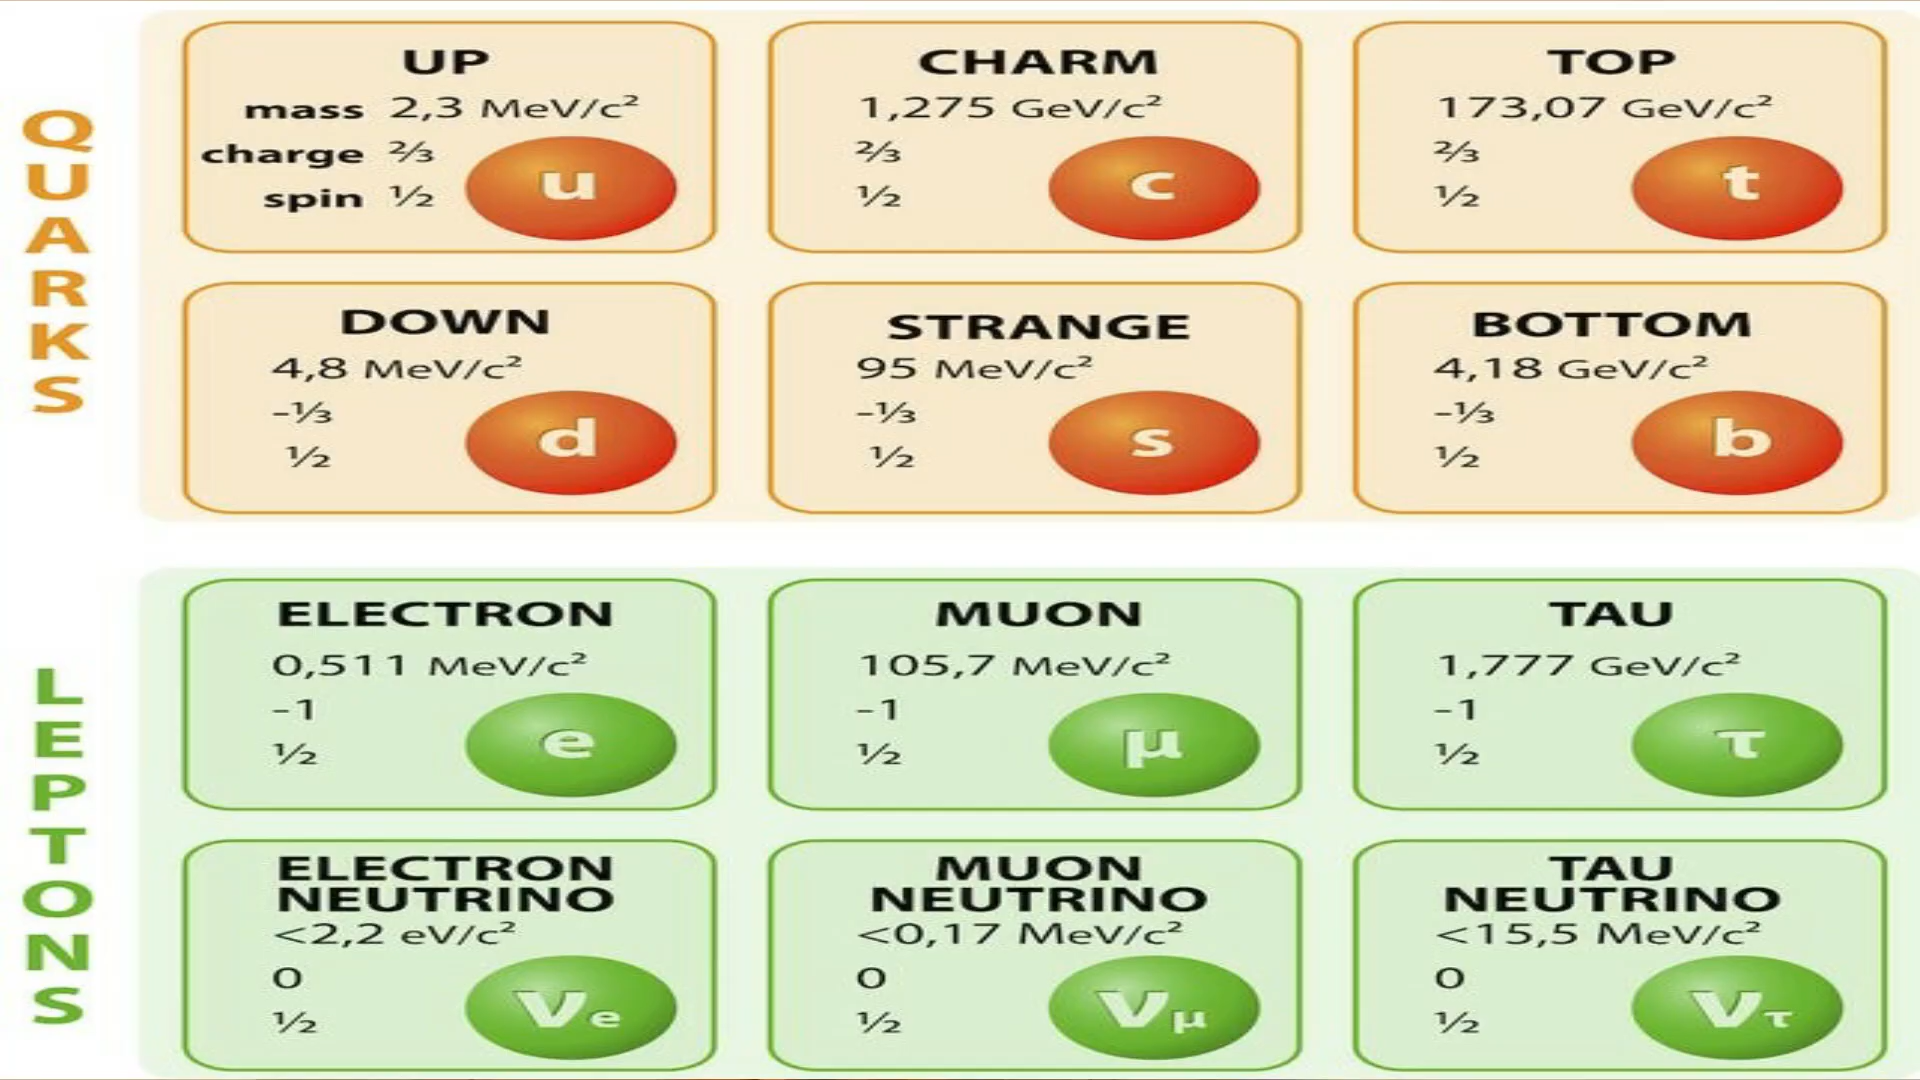 QUARKS
UP
mass 2,3 MeV/c²
charge ⅔
spin ½
u
CHARM
1,275 GeV/c²
⅔
½
c
TOP
173,07 GeV/c²
⅔
½
t
DOWN
4,8 MeV/c²
-⅓
½
d
STRANGE
95 MeV/c²
-⅓
½
s
BOTTOM
4,18 GeV/c²
-⅓
½
b
LEPTONS
ELECTRON
0,511 MeV/c²
-1
½
e
MUON
105,7 MeV/c²
-1
½
μ
TAU
1,777 GeV/c²
-1
½
τ
ELECTRON
NEUTRINO
<2,2 eV/c²
0
½
νe
MUON
NEUTRINO
<0,17 MeV/c²
0
½
νμ
TAU
NEUTRINO
<15,5 MeV/c²
0
½
ντ